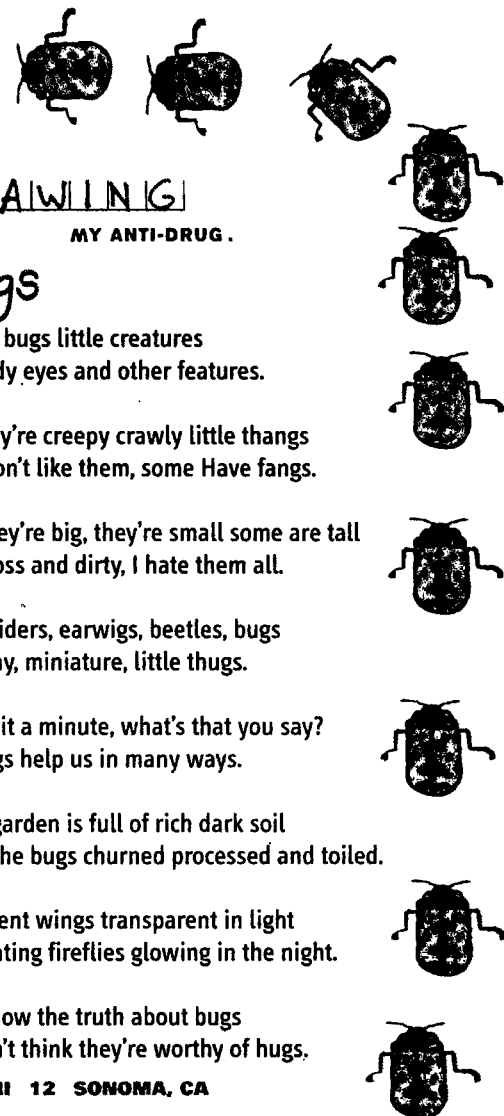 AWING
MY ANTI-DRUG.
gs
bugs little creatures
dy eyes and other features.
y're creepy crawly little thangs
on't like them, some Have fangs.
ey're big, they're small some are tall
oss and dirty, I hate them all.
iders, earwigs, beetles, bugs
ny, miniature, little thugs.
it a minute, what's that you say?
gs help us in many ways.
garden is full of rich dark soil
he bugs churned processed and toiled.
ent wings transparent in light
ating fireflies glowing in the night.
ow the truth about bugs
n't think they're worthy of hugs.
12 SONOMA, CA